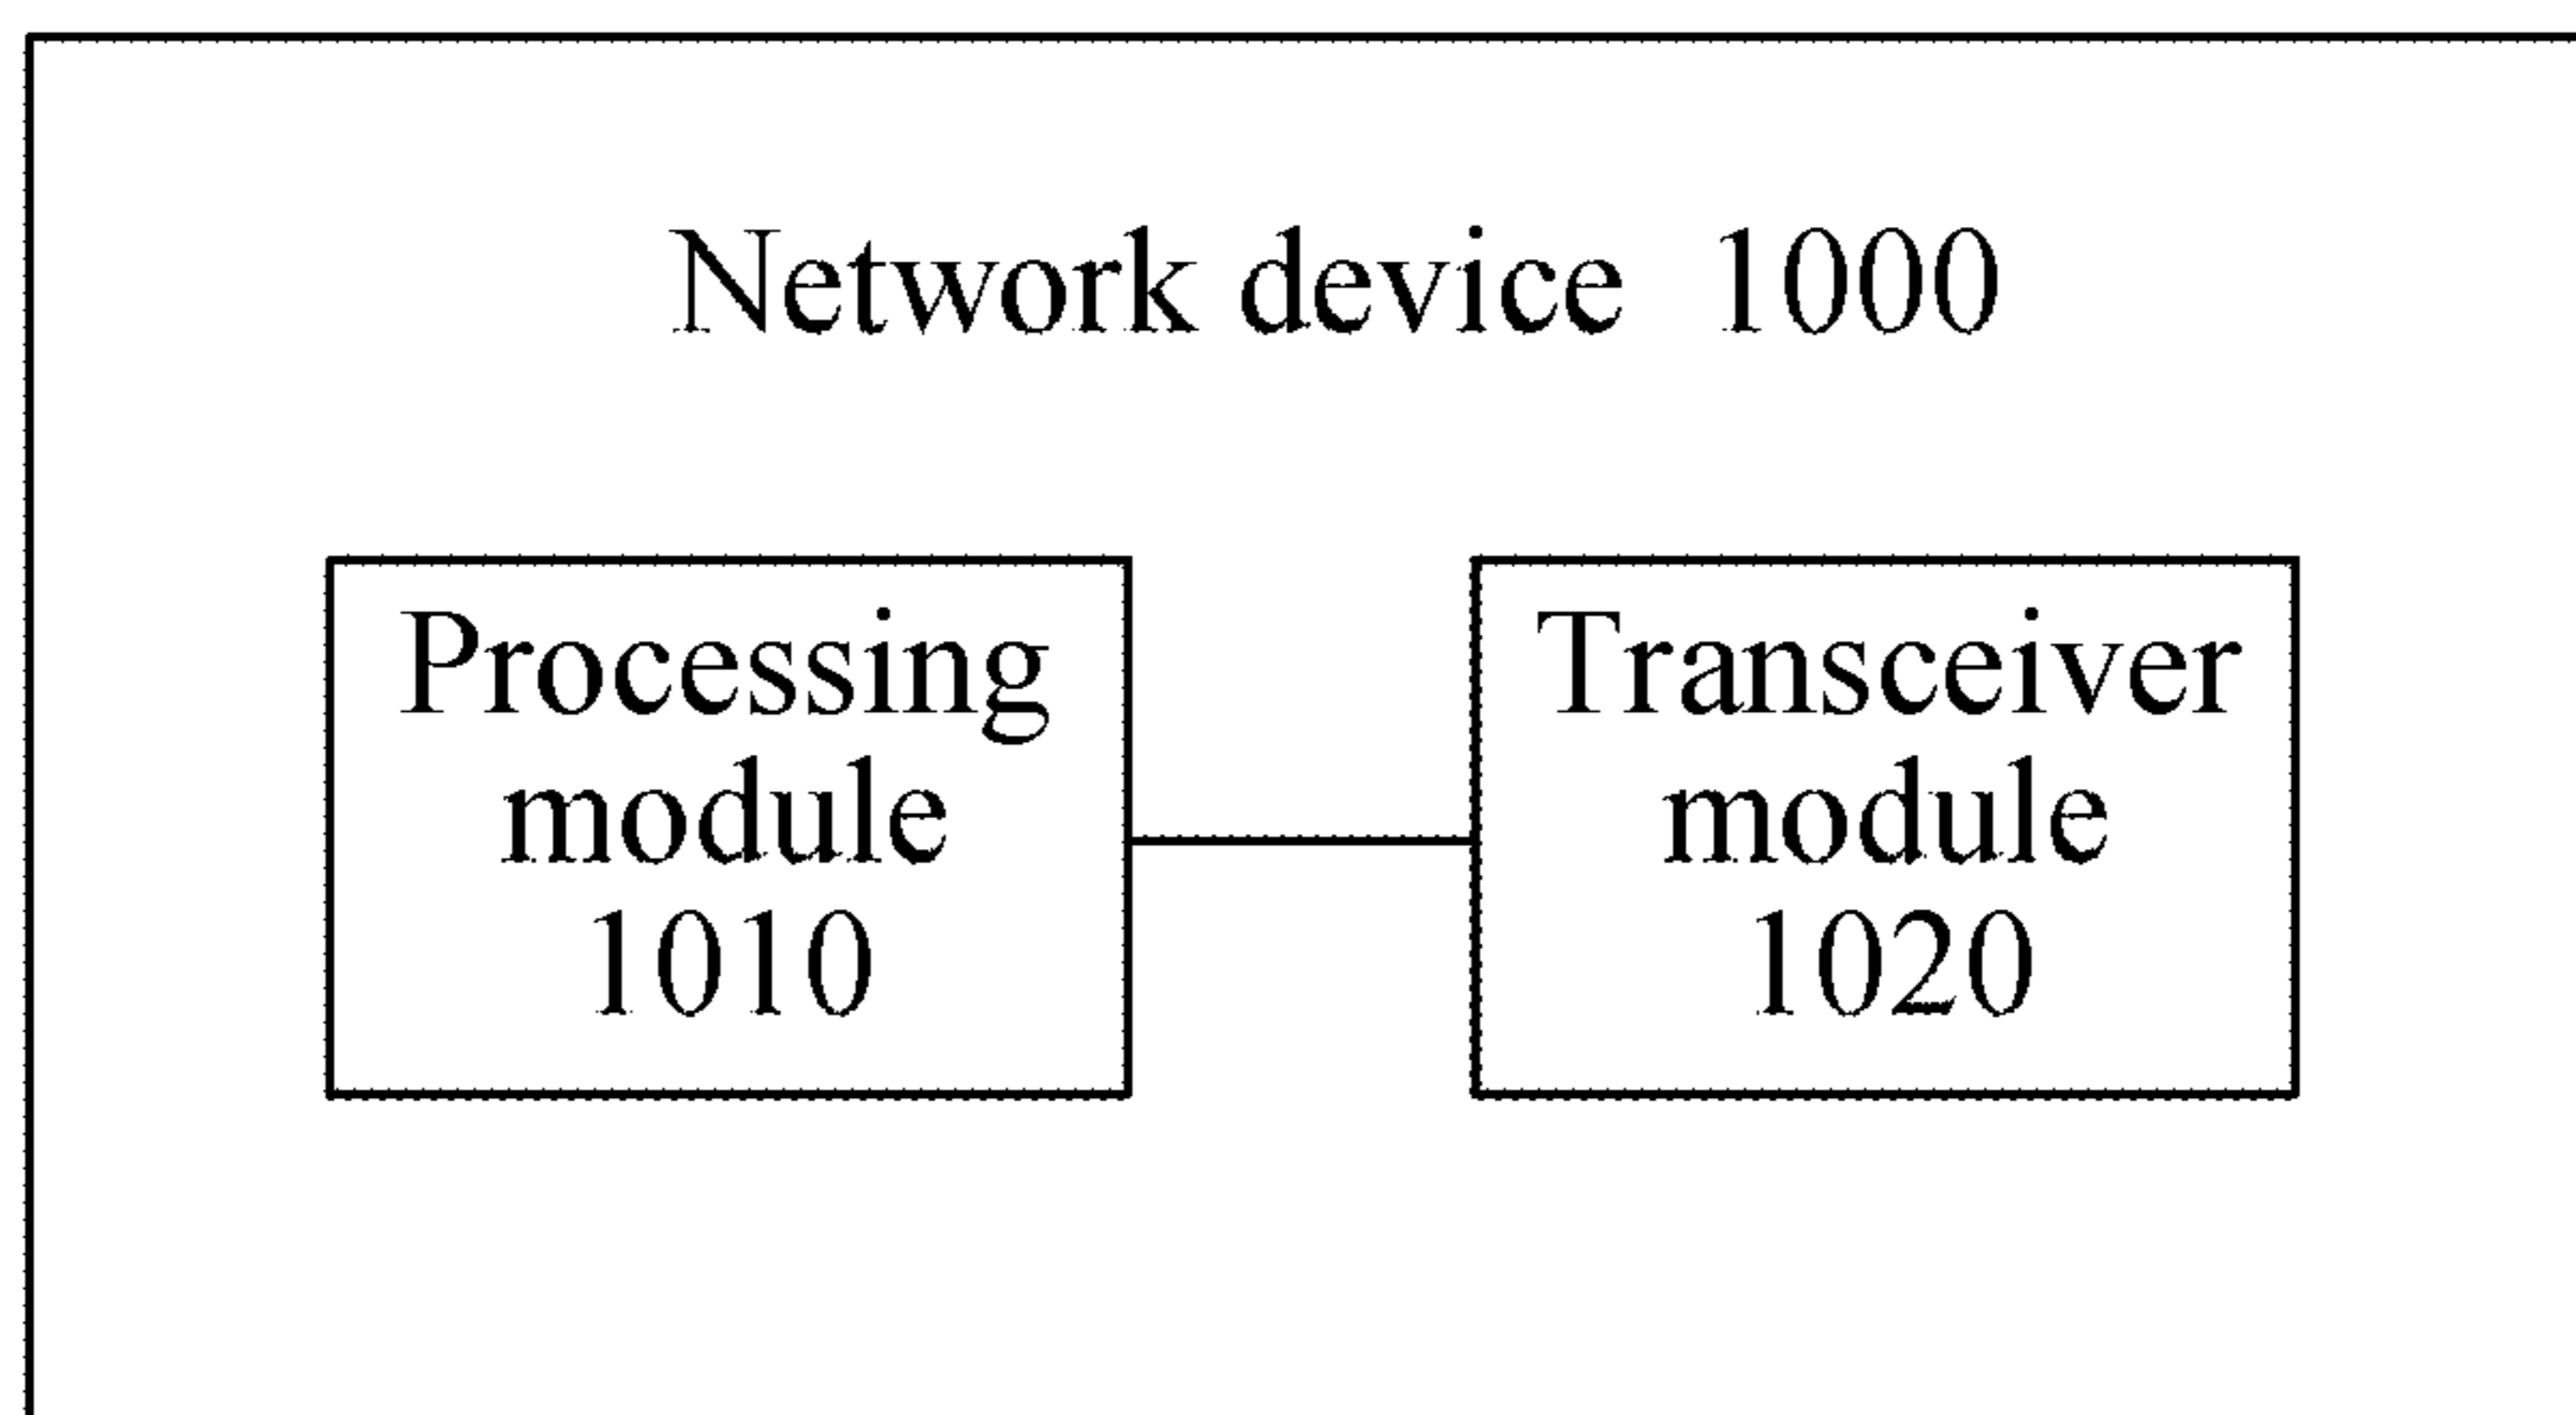 Network device 1000
Processing
module
1010
Transceiver
module
1020